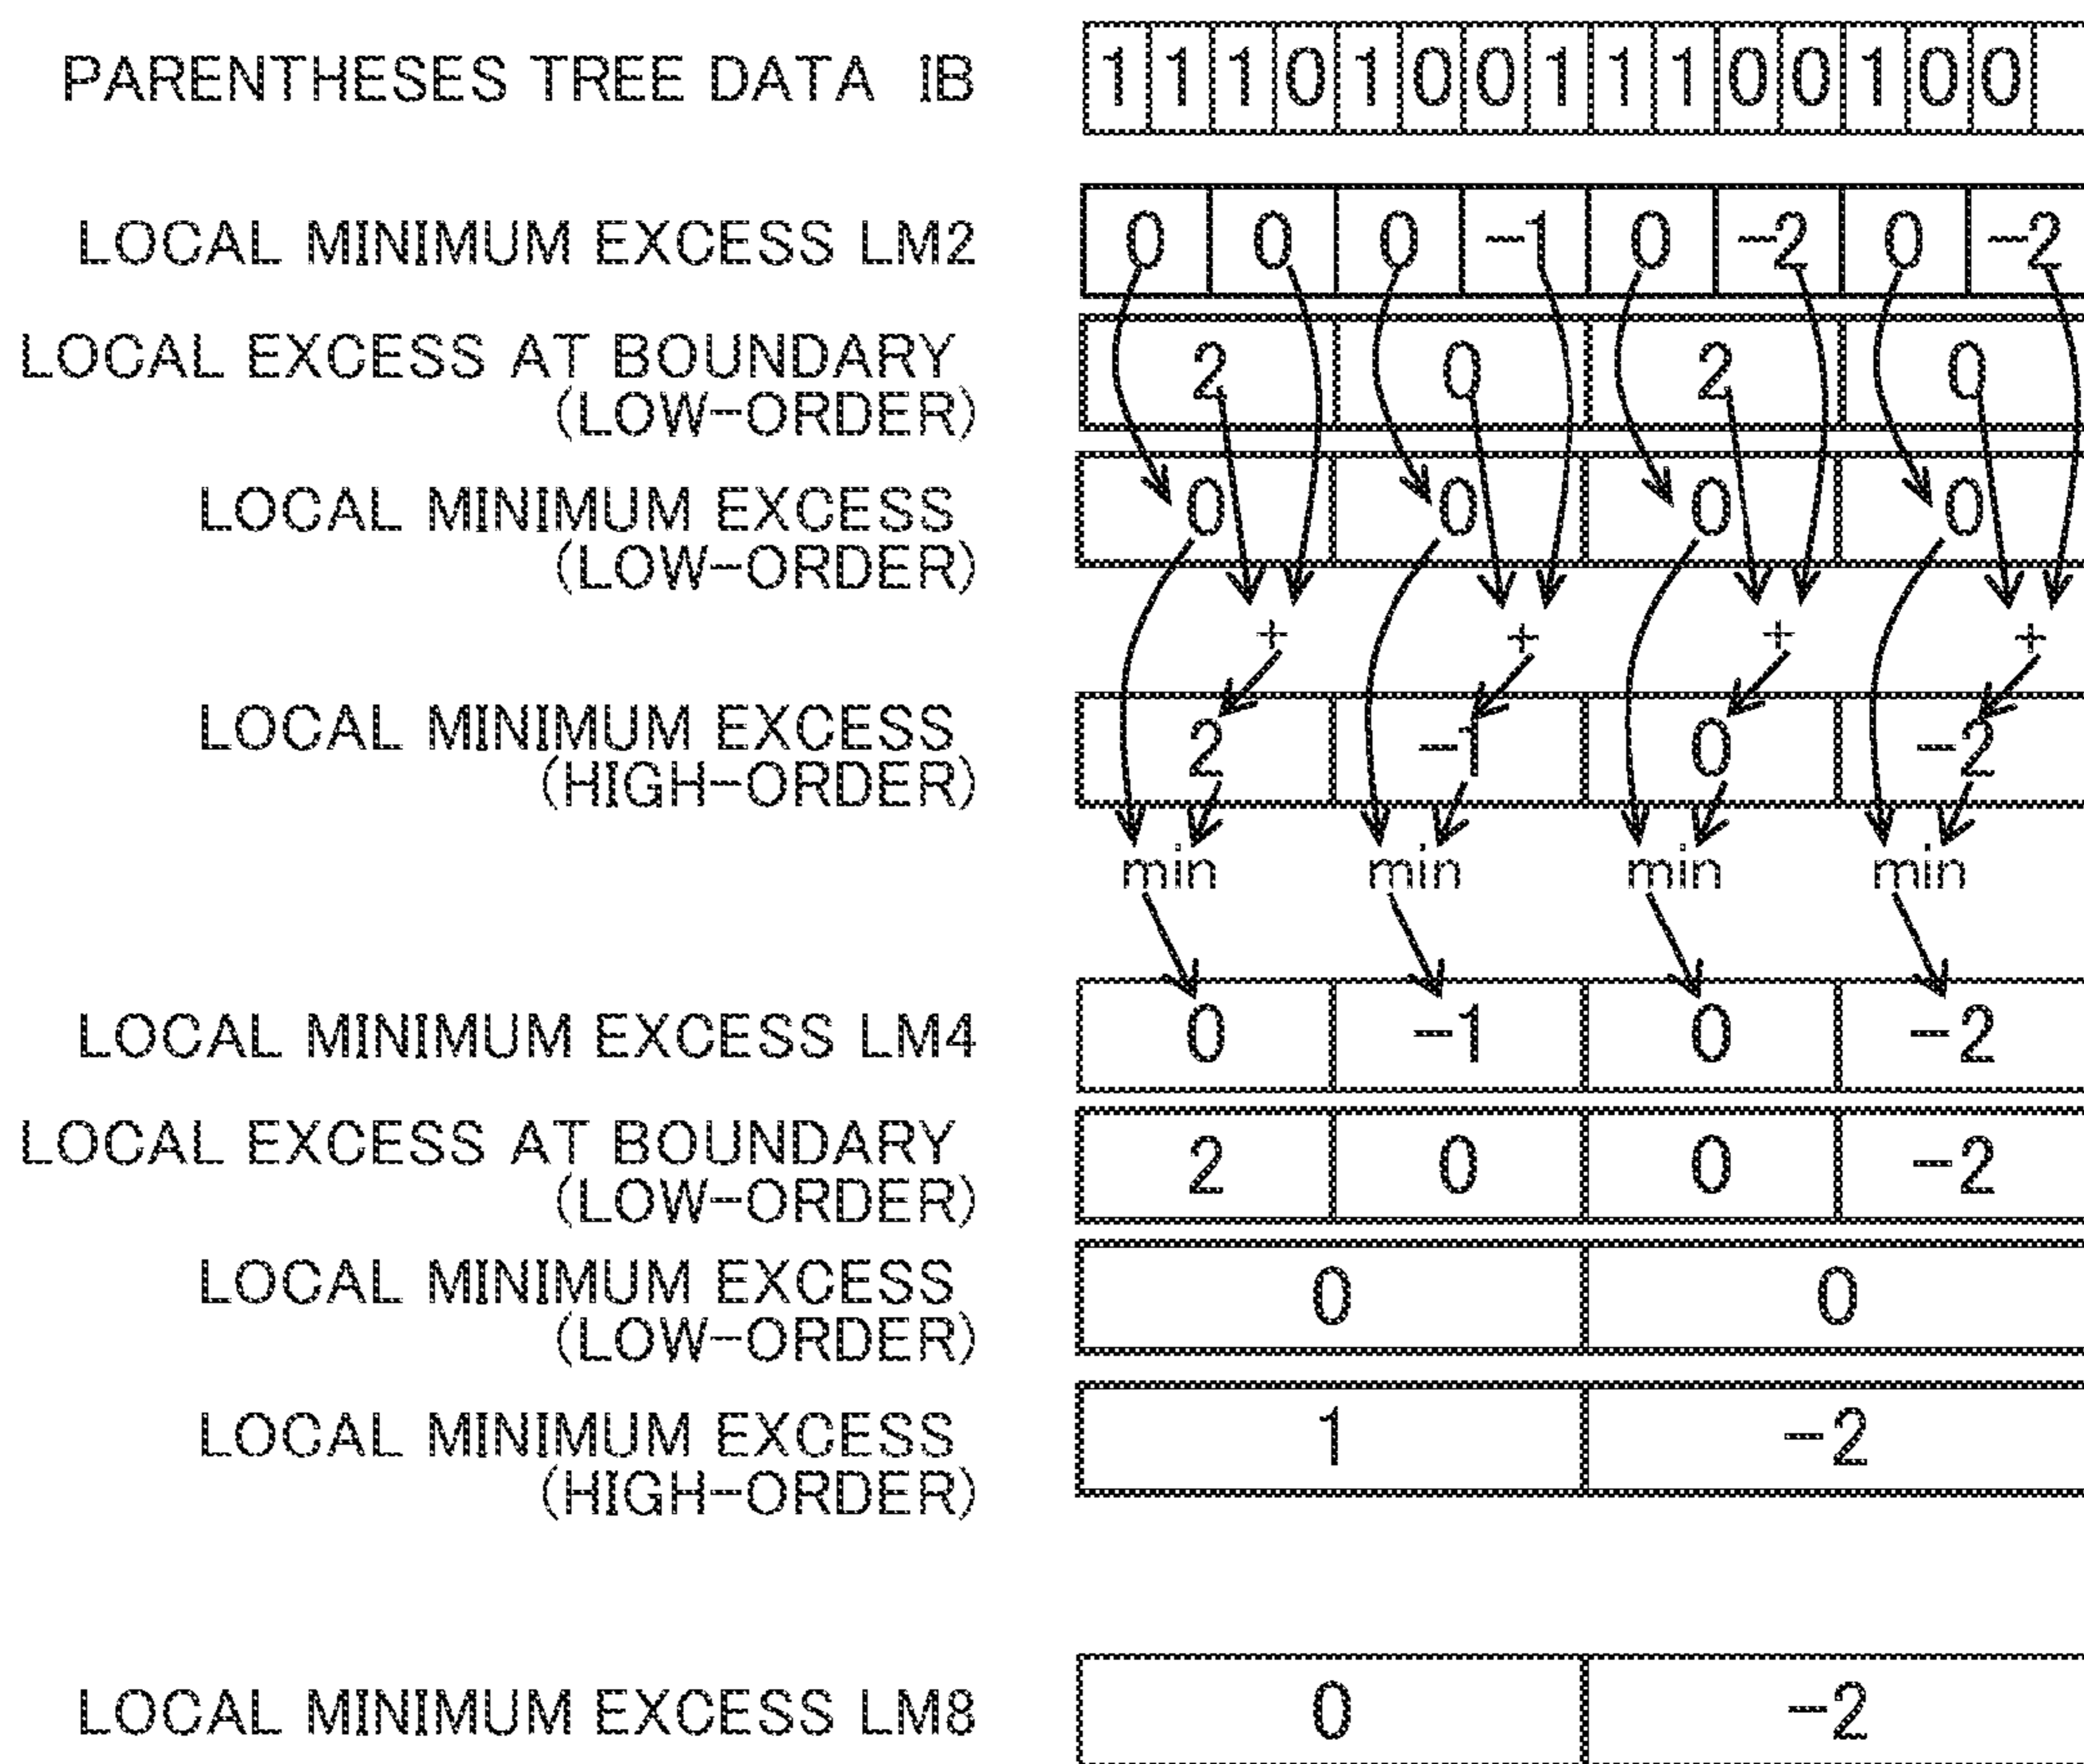 PARENTHESES TREE DATA IB 1 1 1 0 1 0 0 1 1 1 0 0 1 0 0
LOCAL MINIMUM EXCESS LM2 0 0 0 -1 0 -2 0 -2
LOCAL EXCESS AT BOUNDARY 2 0 2 0
(LOW-ORDER)
LOCAL MINIMUM EXCESS 0 0 0 0
(LOW-ORDER)
+ + + +
LOCAL MINIMUM EXCESS 2 -1 0 -2
(HIGH-ORDER)
min min min min
LOCAL MINIMUM EXCESS LM4 0 -1 0 -2
LOCAL EXCESS AT BOUNDARY 2 0 0 -2
(LOW-ORDER)
LOCAL MINIMUM EXCESS 0 0
(LOW-ORDER)
LOCAL MINIMUM EXCESS 1 -2
(HIGH-ORDER)
LOCAL MINIMUM EXCESS LM8 0 -2